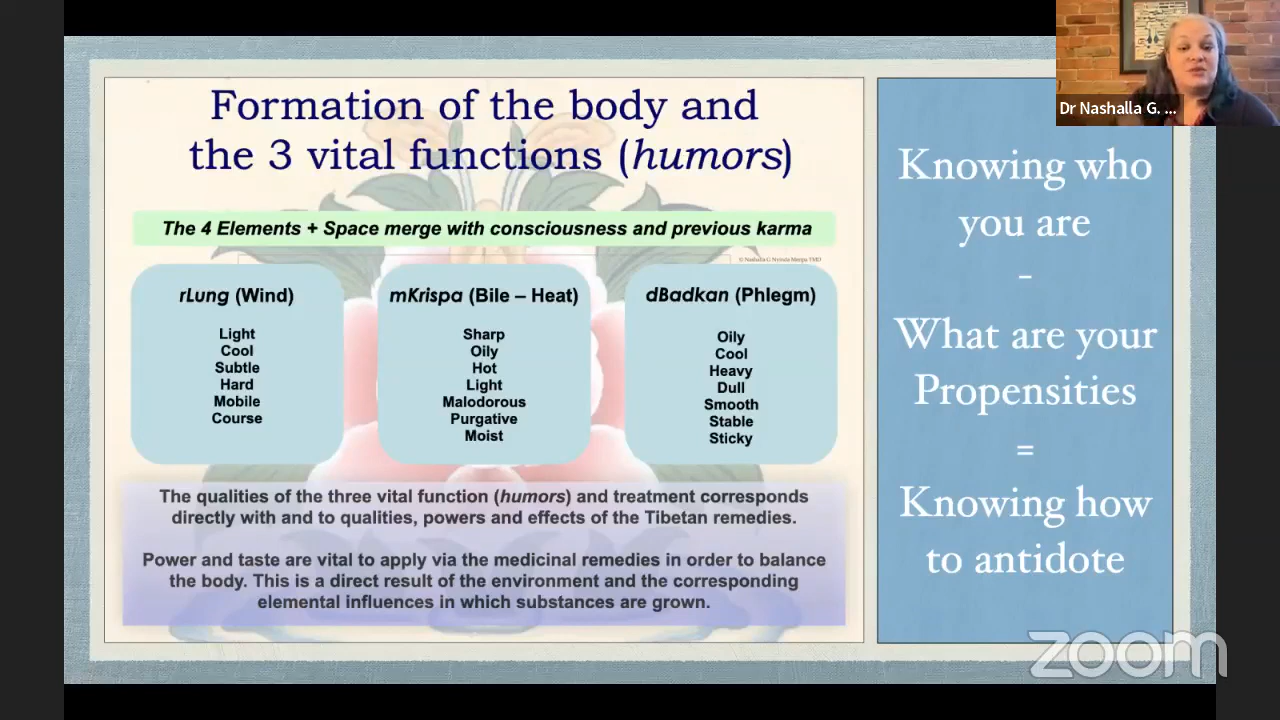 Formation of the body and
the 3 vital functions (humors)
The 4 Elements + Space merge with consciousness and previous karma
© Nashalla G Nyinda Menpa TMD
rLung (Wind)
Light
Cool
Subtle
Hard
Mobile
Course
mKrispa (Bile – Heat)
Sharp
Oily
Hot
Light
Malodorous
Purgative
Moist
dBadkan (Phlegm)
Oily
Cool
Heavy
Dull
Smooth
Stable
Sticky
The qualities of the three vital function (humors) and treatment corresponds
directly with and to qualities, powers and effects of the Tibetan remedies.
Power and taste are vital to apply via the medicinal remedies in order to balance
the body. This is a direct result of the environment and the corresponding
elemental influences in which substances are grown.
Knowing who
you are
–
What are your
Propensities
=
Knowing how
to antidote
Dr Nashalla G. ...
zoom